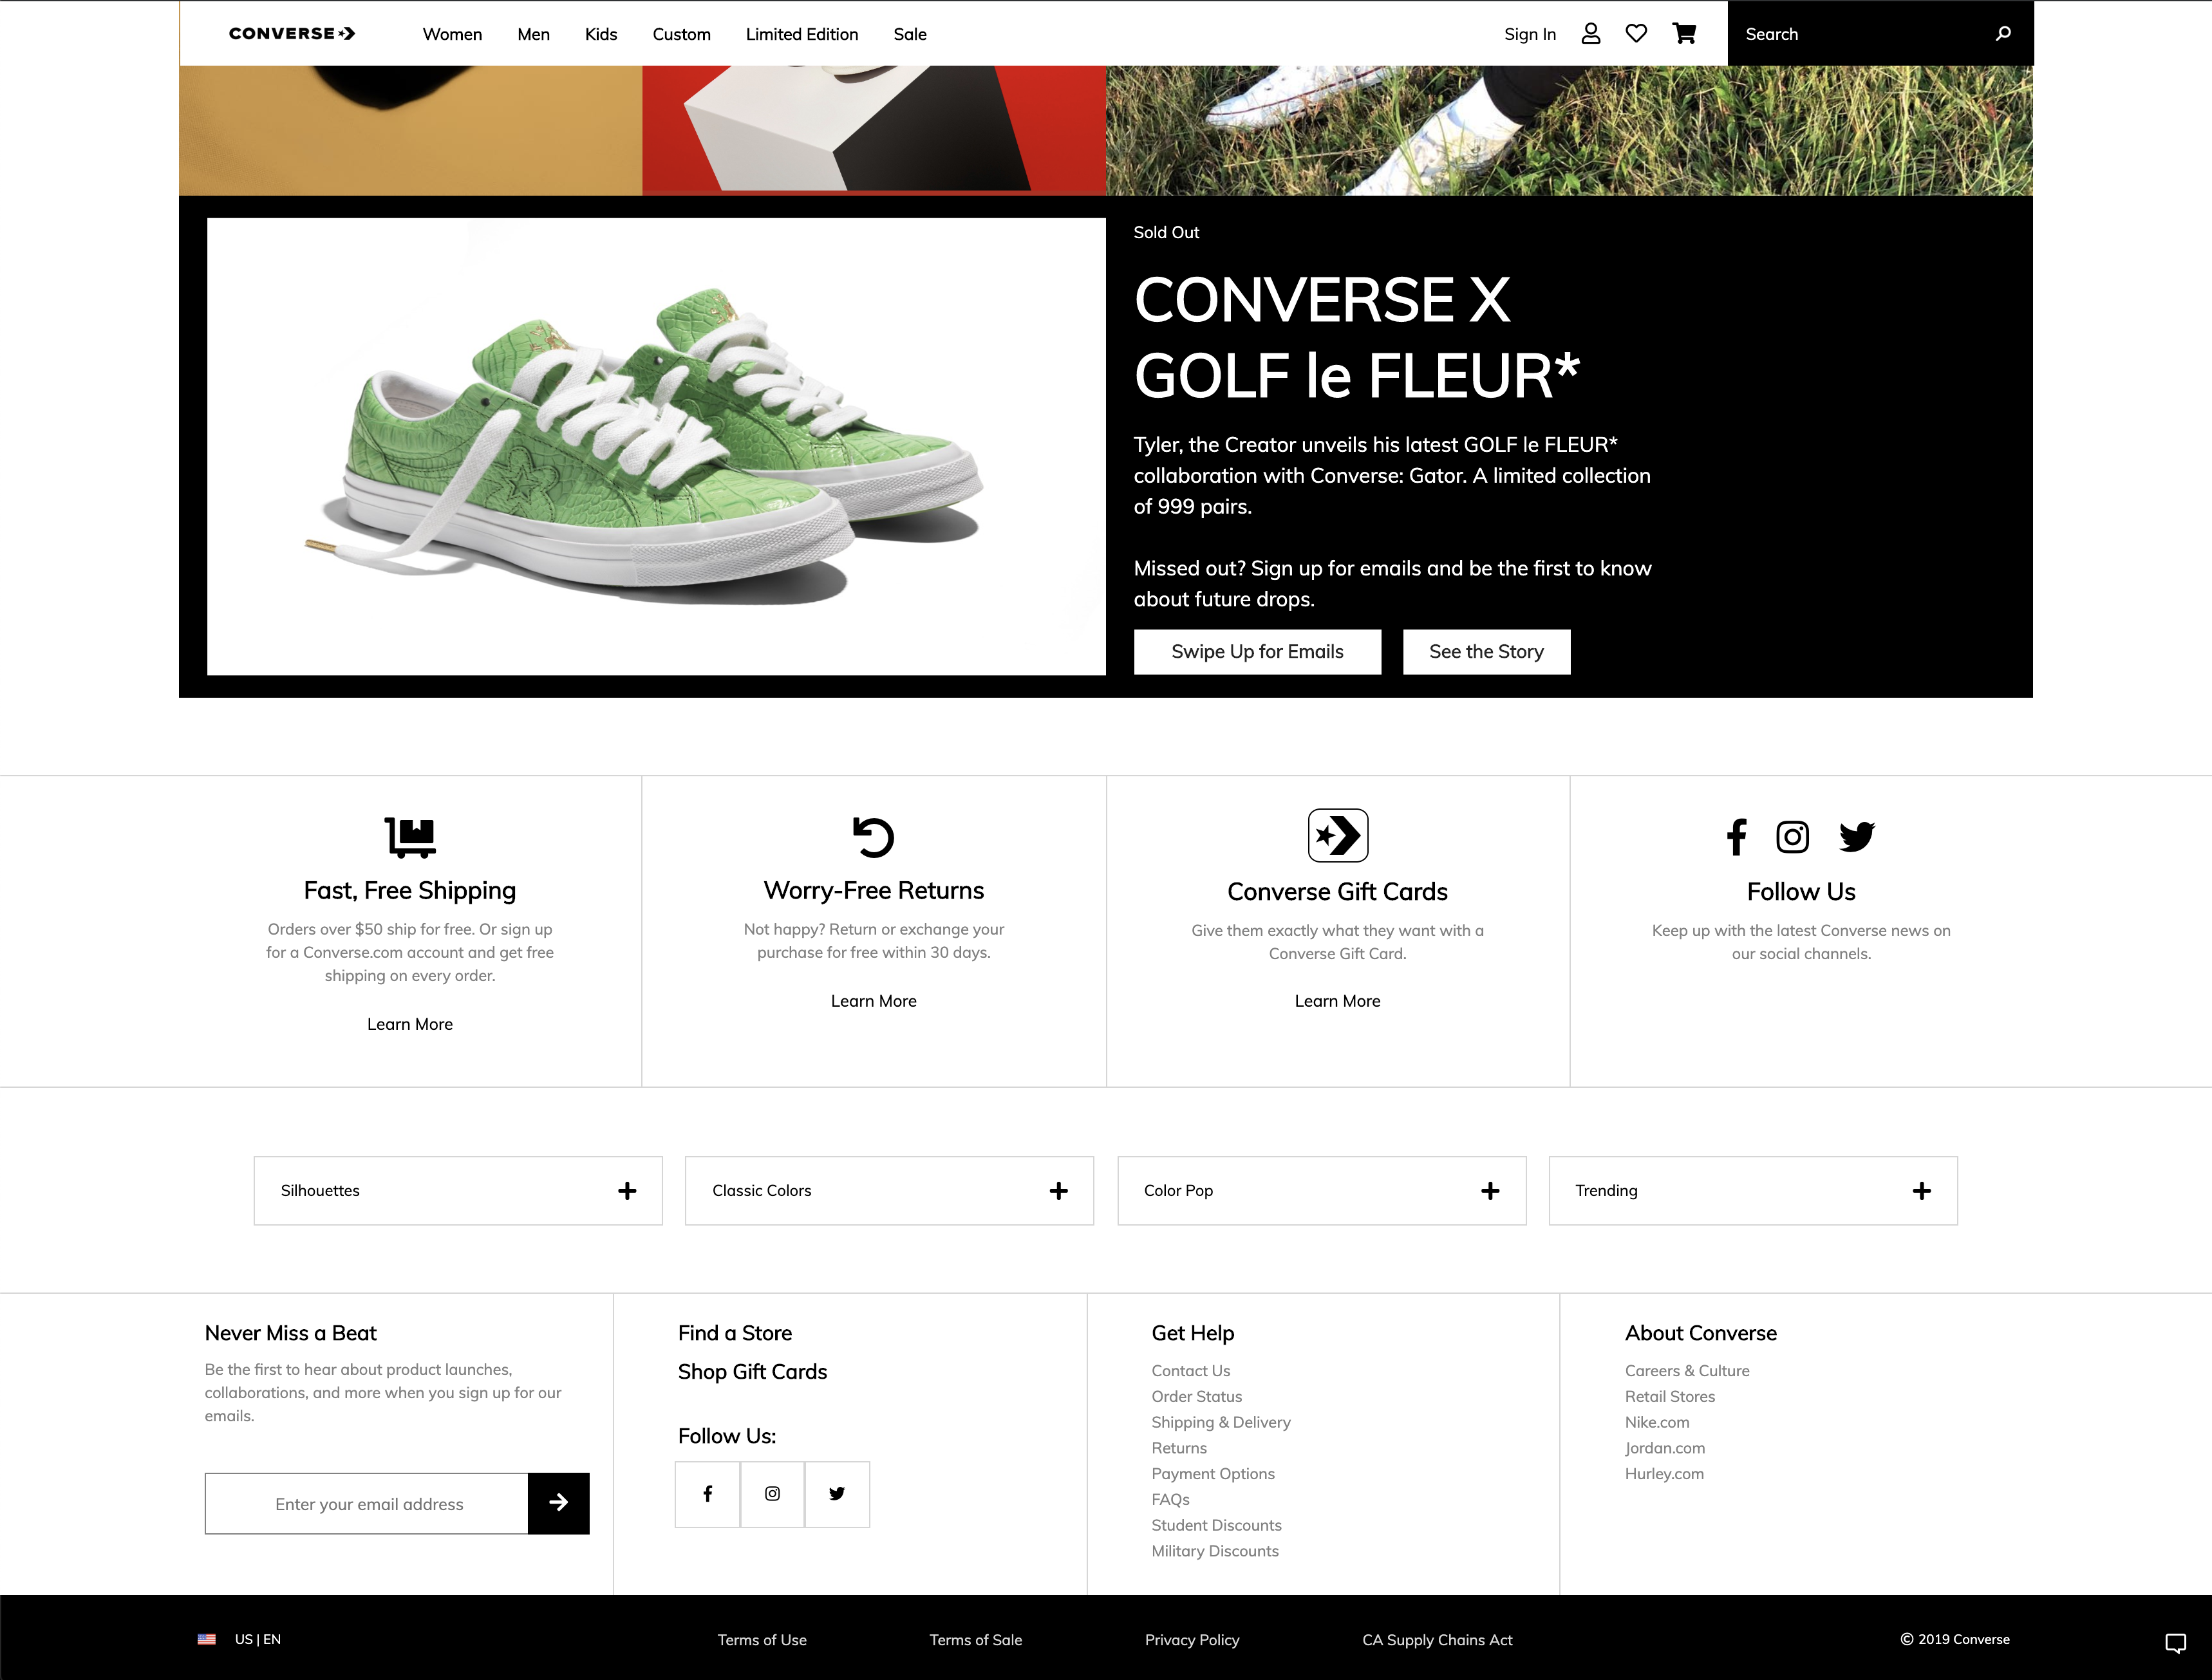 CONVERSE
Women Men Kids Custom Limited Edition Sale
Sign In
Search
Sold Out
CONVERSE X
GOLF le FLEUR*
Tyler, the Creator unveils his latest GOLF le FLEUR*
collaboration with Converse: Gator. A limited collection
of 999 pairs.
Missed out? Sign up for emails and be the first to know
about future drops.
Swipe Up for Emails
See the Story
Fast, Free Shipping
Orders over $50 ship for free. Or sign up
for a Converse.com account and get free
shipping on every order.
Learn More
Worry-Free Returns
Not happy? Return or exchange your
purchase for free within 30 days.
Learn More
Converse Gift Cards
Give them exactly what they want with a
Converse Gift Card.
Learn More
Follow Us
Keep up with the latest Converse news on
our social channels.
Silhouettes
Classic Colors
Color Pop
Trending
Never Miss a Beat
Be the first to hear about product launches,
collaborations, and more when you sign up for our
emails.
Enter your email address
Find a Store
Shop Gift Cards
Follow Us:
Get Help
Contact Us
Order Status
Shipping & Delivery
Returns
Payment Options
FAQs
Student Discounts
Military Discounts
About Converse
Careers & Culture
Retail Stores
Nike.com
Jordan.com
Hurley.com
US | EN
Terms of Use
Terms of Sale
Privacy Policy
CA Supply Chains Act
© 2019 Converse